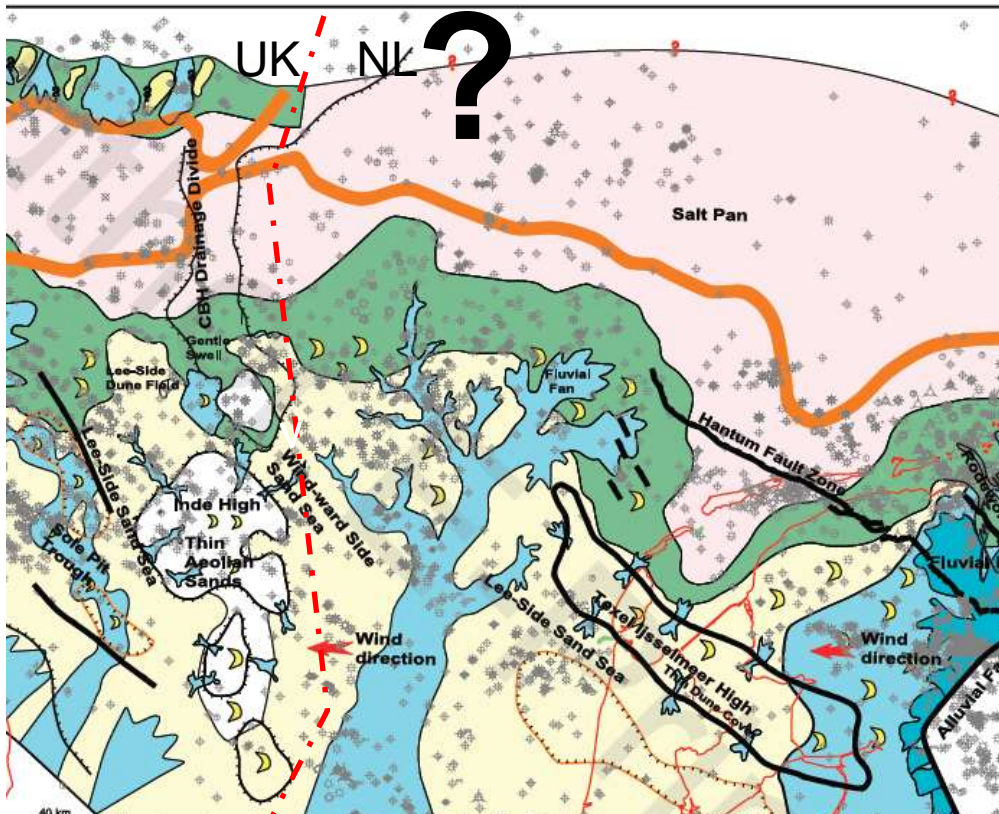 UK
NL
?
?
?
?
Salt Pan
CBH Drainage Divide
Gentle
Swell
Lee-Side
Dune Field
Fluvial
Fan
Hantum Fault Zone
Lee-Side Sand Sea
Wind-ward Side
Sand Sea
Inde High
Thin
Aeolian
Sands
Sole Pit
Trough
Fluvial
Lee-Side Sand Sea
Texel-Ijsselmeer High
Thin Dune Cover
Wind
direction
Wind
direction
Alluvial
40 km